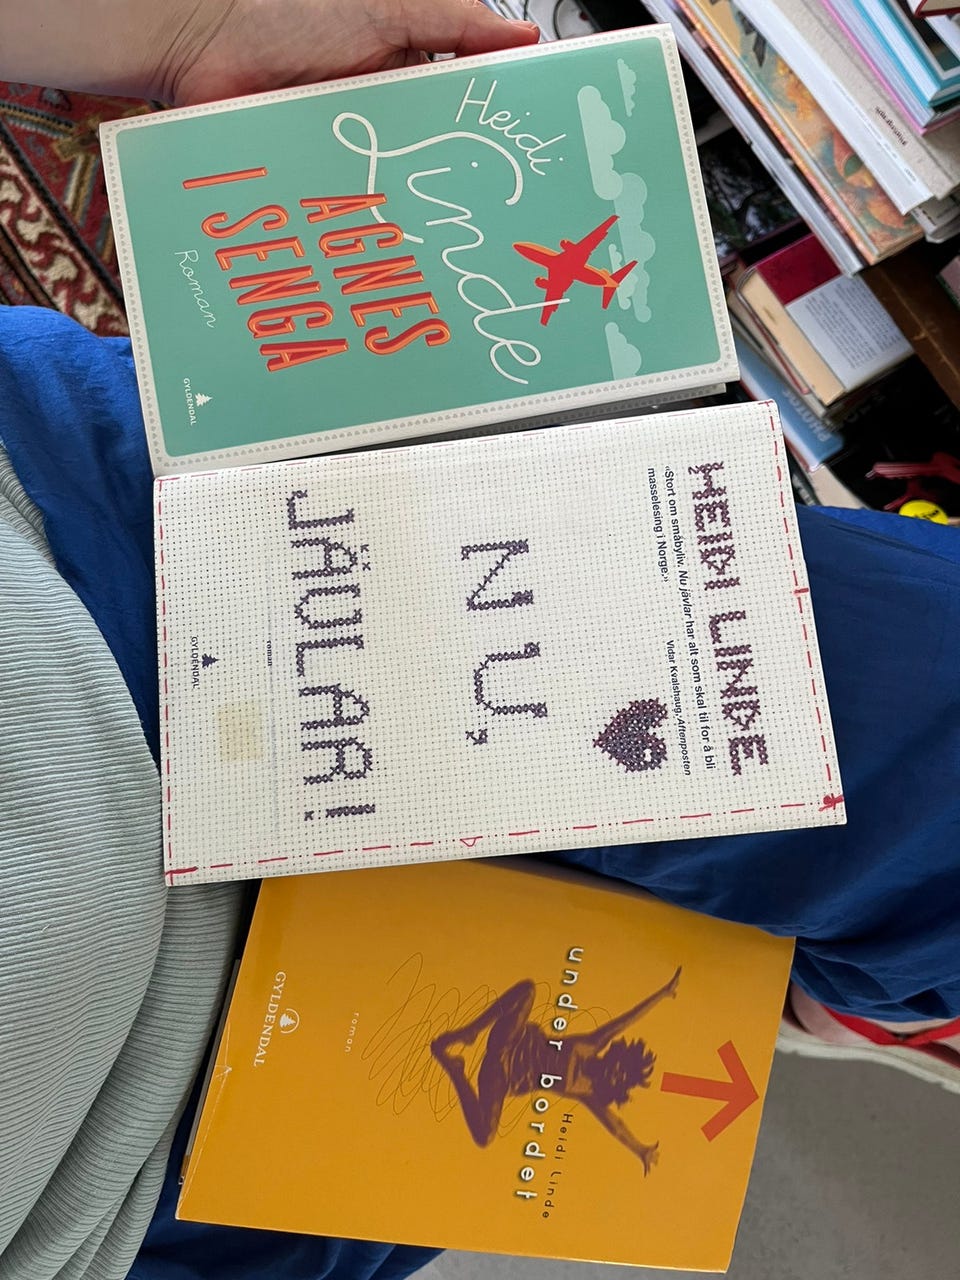 Heidi
Linde
AGNES
I SENGA
Roman
GYLDENDAL
HEIDI LINDE
«Stort om småbyliv. Nu jävlar har alt som skal til for å bli
masselesing i Norge.» Vidar Kvalshaug, Aftenposten
NU,
JÄVLAR!
roman
GYLDENDAL
under bordet
Heidi Linde
roman
GYLDENDAL